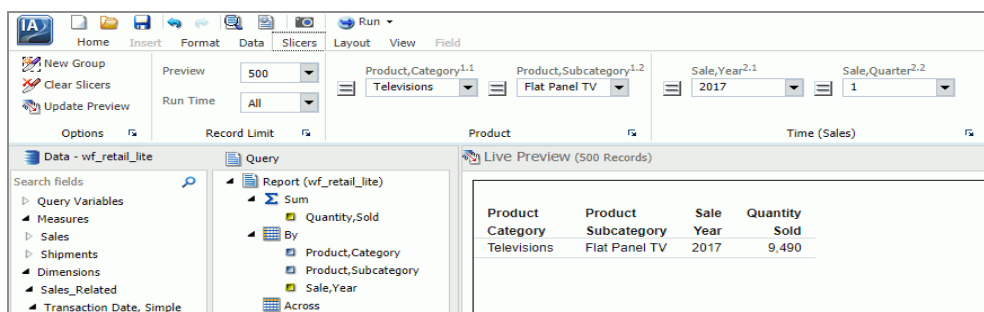 IA
Run
Home Insert Format Data Slicers Layout View Field
New Group
Clear Slicers
Update Preview
Options
Preview 500
Run Time All
Record Limit
Product,Category1.1 Product,Subcategory1.2
Televisions Flat Panel TV
Product
Sale,Year2.1 Sale,Quarter2.2
2017 1
Time (Sales)
Data - wf_retail_lite
Search fields
Query Variables
Measures
Sales
Shipments
Dimensions
Sales_Related
Transaction Date, Simple
Query
Report (wf_retail_lite)
Sum
Quantity,Sold
By
Product,Category
Product,Subcategory
Sale,Year
Across
Live Preview (500 Records)
Product Product Sale Quantity
Category Subcategory Year Sold
Televisions Flat Panel TV 2017 9,490